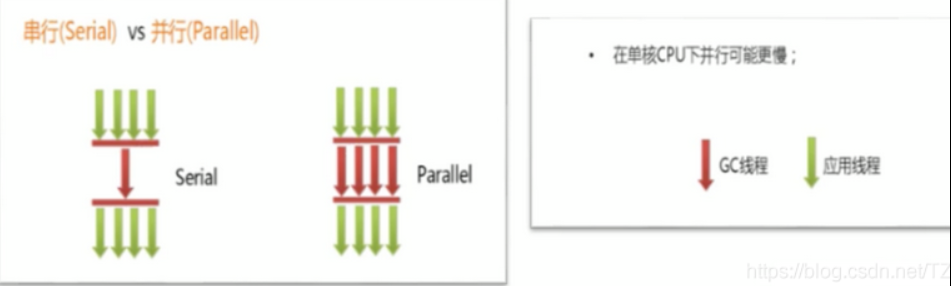 串行(Serial) vs 并行(Parallel)
Serial
Parallel
• 在单核CPU下并行可能更慢；
GC线程
应用线程
https://blog.csdn.net/TZ